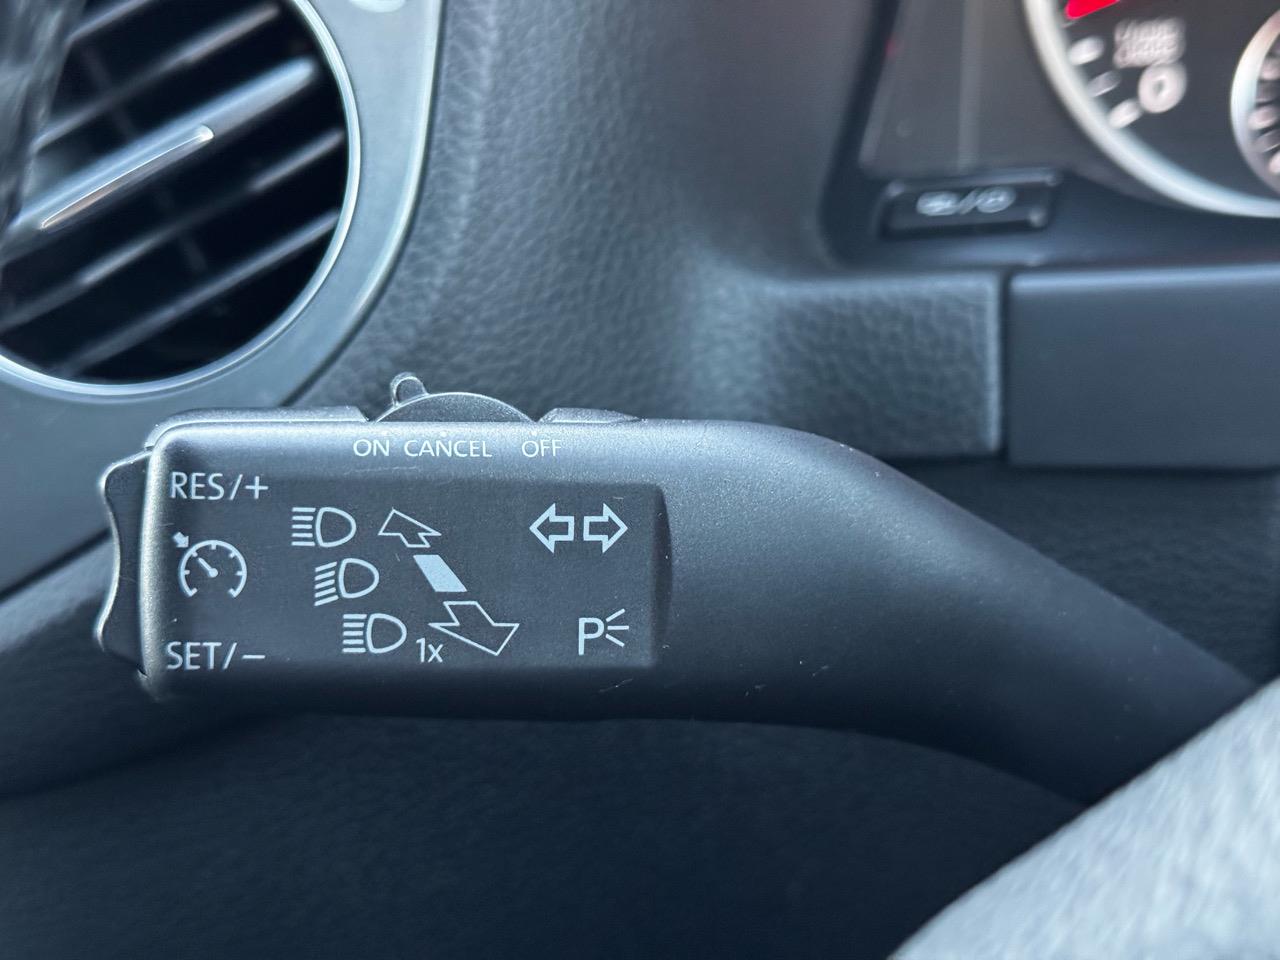 ON CANCEL OFF
RES/+
1x
SET/−
P